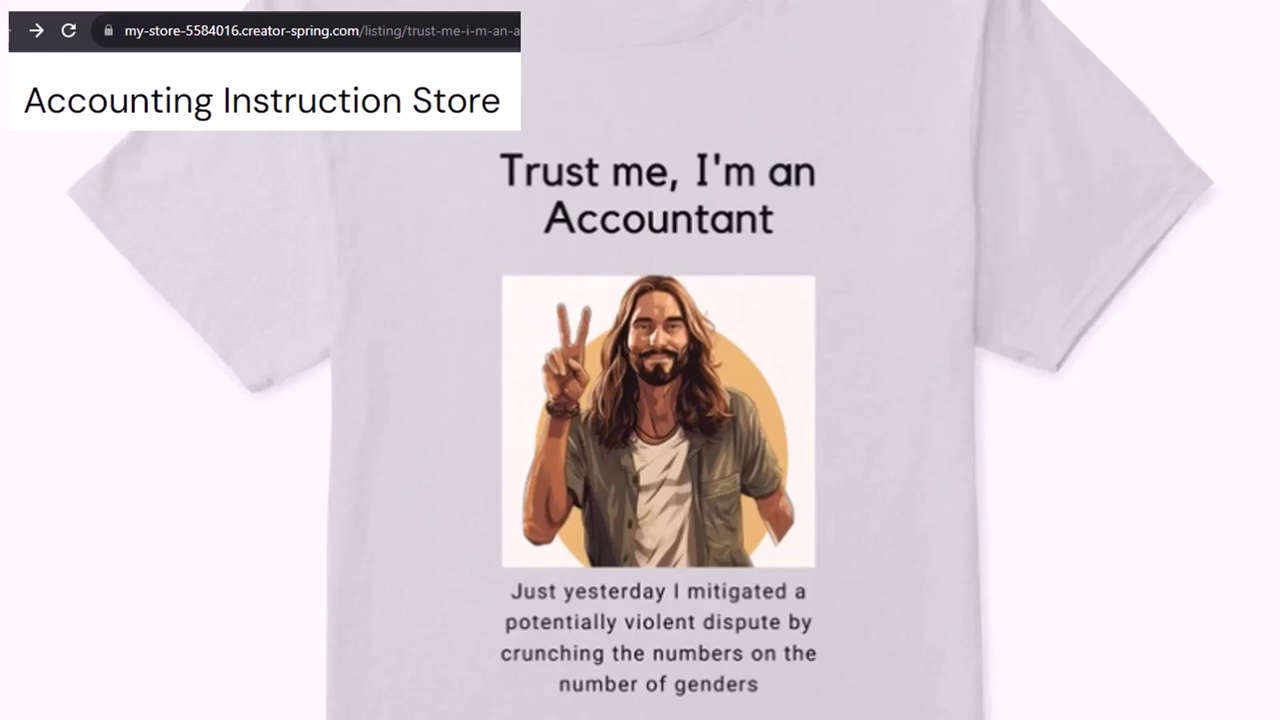 my-store-5584016.creator-spring.com/listing/trust-me-i-m-an-a
Accounting Instruction Store
Trust me, I'm an
Accountant
Just yesterday I mitigated a
potentially violent dispute by
crunching the numbers on the
number of genders